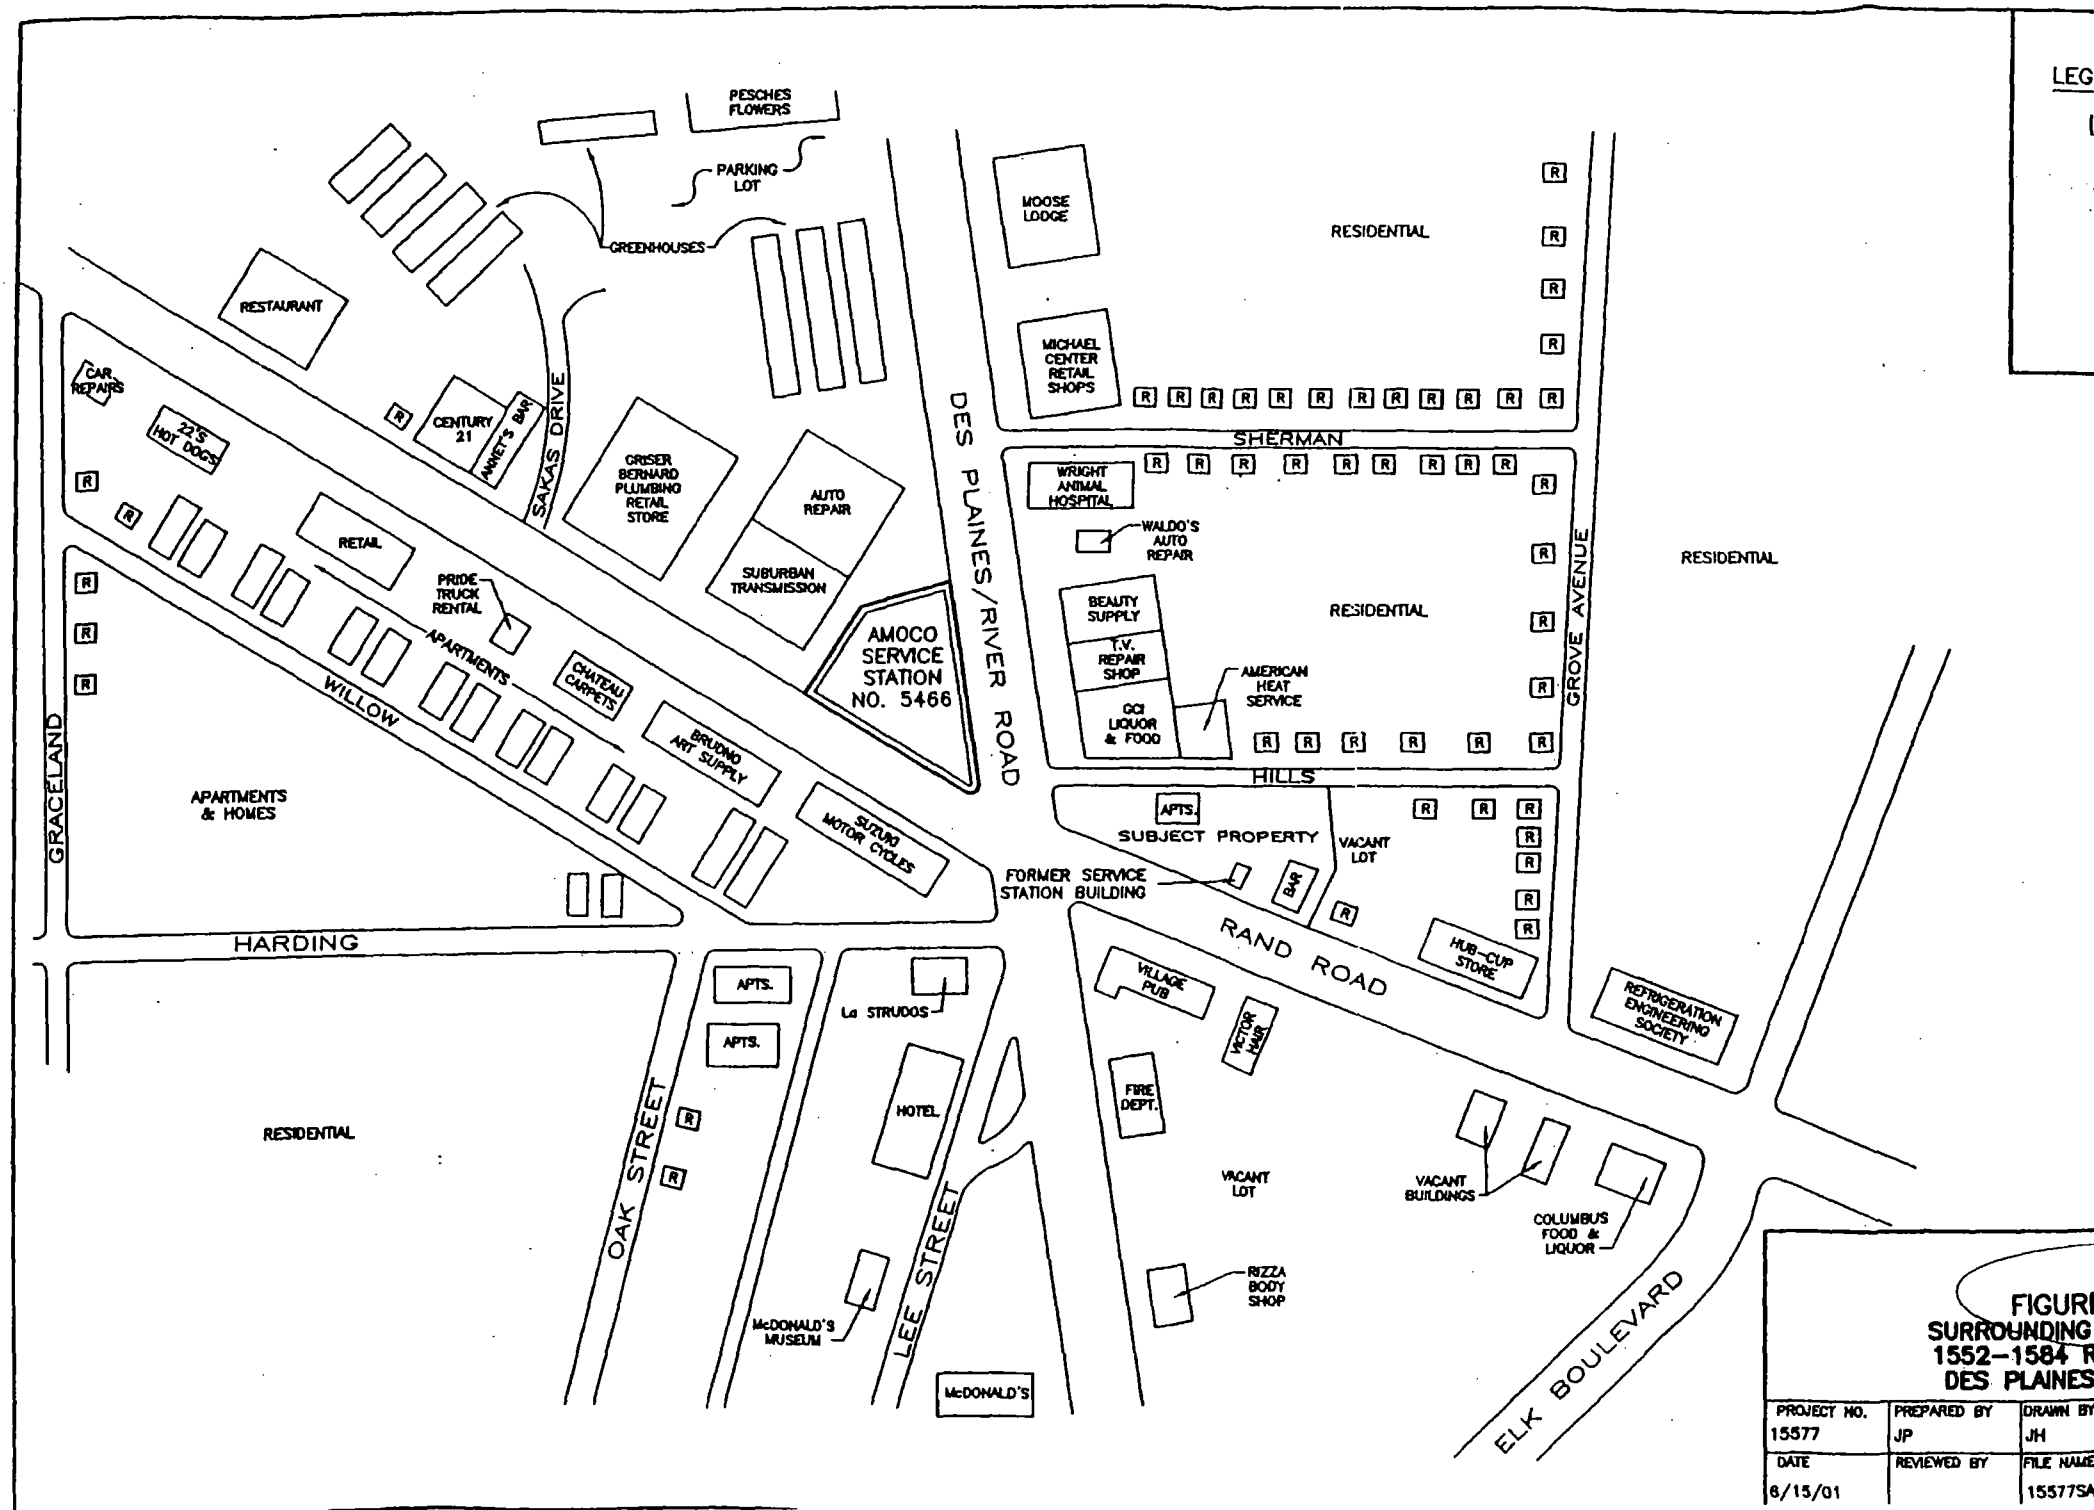 LEG
PESCHES
FLOWERS
PARKING
LOT
GREENHOUSES
MOOSE
LODGE
RESIDENTIAL
R
R
R
R
RESTAURANT
MICHAEL
CENTER
RETAIL
SHOPS
R R R R R R R R R R R R
SHERMAN
CAR
REPAIRS
22'S
HOT DOGS
R
CENTURY
21
ANNET'S BAR
SAKAS DRIVE
GRISER
BERNARD
PLUMBING
RETAIL
STORE
AUTO
REPAIR
SUBURBAN
TRANSMISSION
DES PLAINES/RIVER ROAD
WRIGHT
ANIMAL
HOSPITAL
R R R R R R R R R
R
R
R
R
WALDO'S
AUTO
REPAIR
RESIDENTIAL
GROVE AVENUE
RESIDENTIAL
R
R
RETAIL
PRIDE
TRUCK
RENTAL
R
R
R
APARTMENTS
WILLOW
CHATEAU
CARPETS
BRUDNO
ART SUPPLY
SUZUKI
MOTOR CYCLES
AMOCO
SERVICE
STATION
NO. 5466
BEAUTY
SUPPLY
T.V.
REPAIR
SHOP
GCI
LIQUOR
& FOOD
AMERICAN
HEAT
SERVICE
R R R R R R
HILLS
GRACELAND
APARTMENTS
& HOMES
APTS.
SUBJECT PROPERTY
VACANT
LOT
R R R
R
R
R
R
FORMER SERVICE
STATION BUILDING
BAR
R
HUB-CUP
STORE
RAND ROAD
HARDING
REFRIGERATION
ENGINEERING
SOCIETY
APTS.
APTS.
La STRUDOS
VILLAGE
PUB
VICTOR
HAIR
HOTEL
FIRE
DEPT.
RESIDENTIAL
OAK STREET
R
R
LEE STREET
VACANT
LOT
VACANT
BUILDINGS
COLUMBUS
FOOD &
LIQUOR
RIZZA
BODY
SHOP
McDONALD'S
MUSEUM
McDONALD'S
ELK BOULEVARD
FIGURE
SURROUNDING
1552-1584 R
DES PLAINES
PROJECT NO.
15577
PREPARED BY
JP
DRAWN BY
JH
DATE
6/15/01
REVIEWED BY
FILE NAME
15577SA